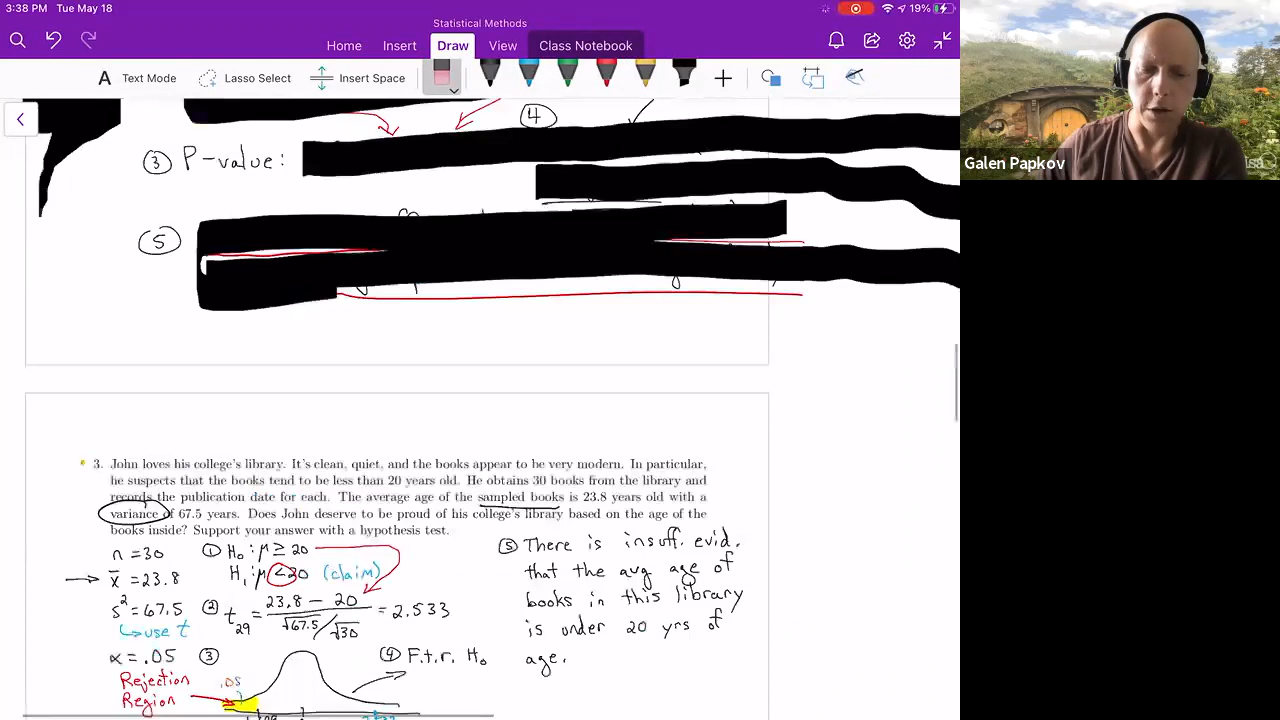 3:38 PM Tue May 18
Statistical Methods
19%
Home Insert Draw View Class Notebook
A Text Mode Lasso Select Insert Space
Galen Papkov
④
③ P-value:
⑤
3. John loves his college's library. It's clean, quiet, and the books appear to be very modern. In particular,
he suspects that the books tend to be less than 20 years old. He obtains 30 books from the library and
records the publication date for each. The average age of the sampled books is 23.8 years old with a
variance of 67.5 years. Does John deserve to be proud of his college's library based on the age of the
books inside? Support your answer with a hypothesis test.
n = 30
x̄ = 23.8
s² = 67.5
↳ use t
α = .05
① H₀ : μ ≥ 20
H₁ : μ < 20 (claim)
② t₂₉ = (23.8 − 20) / (√67.5 / √30) = 2.533
③
.05
Rejection
Region
④ F.t.r. H₀
⑤ There is insuff. evid.
that the avg age of
books in this library
is under 20 yrs of
age.